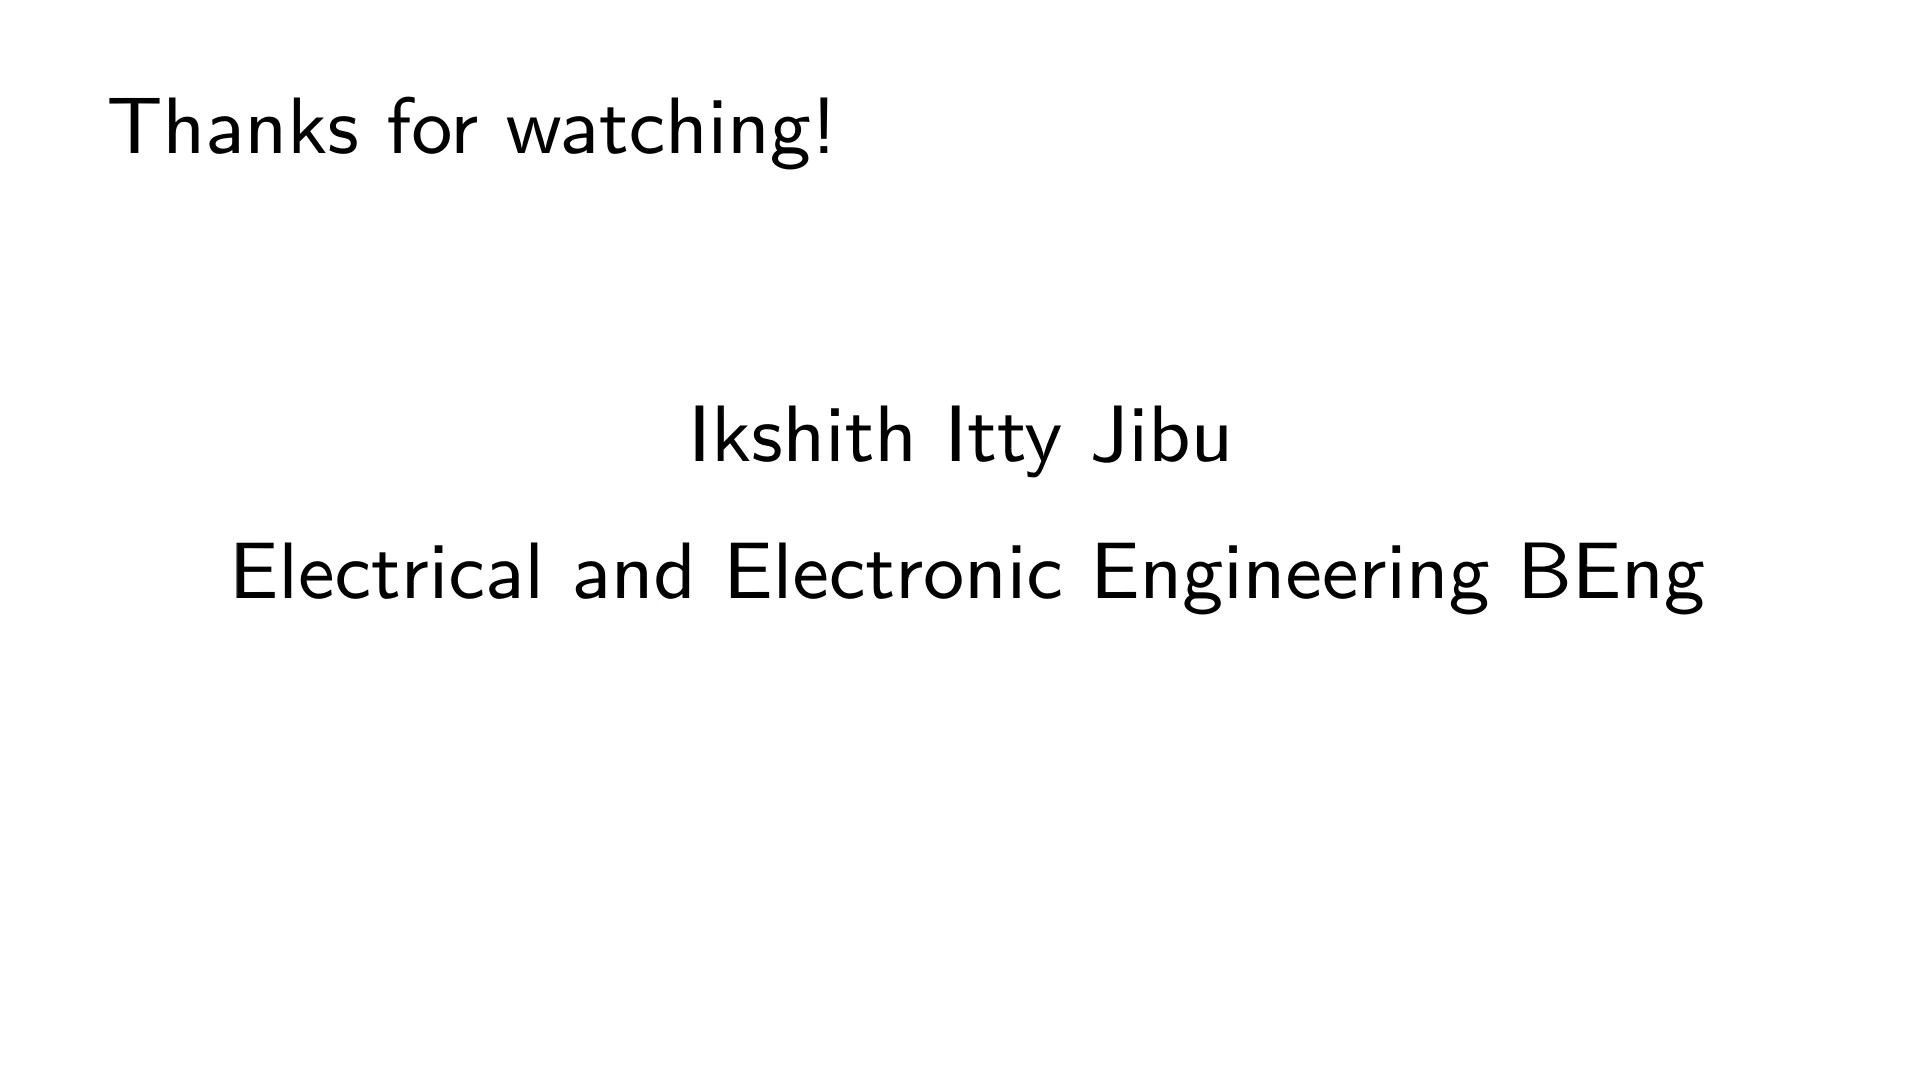 Thanks for watching!
Ikshith Itty Jibu
Electrical and Electronic Engineering BEng